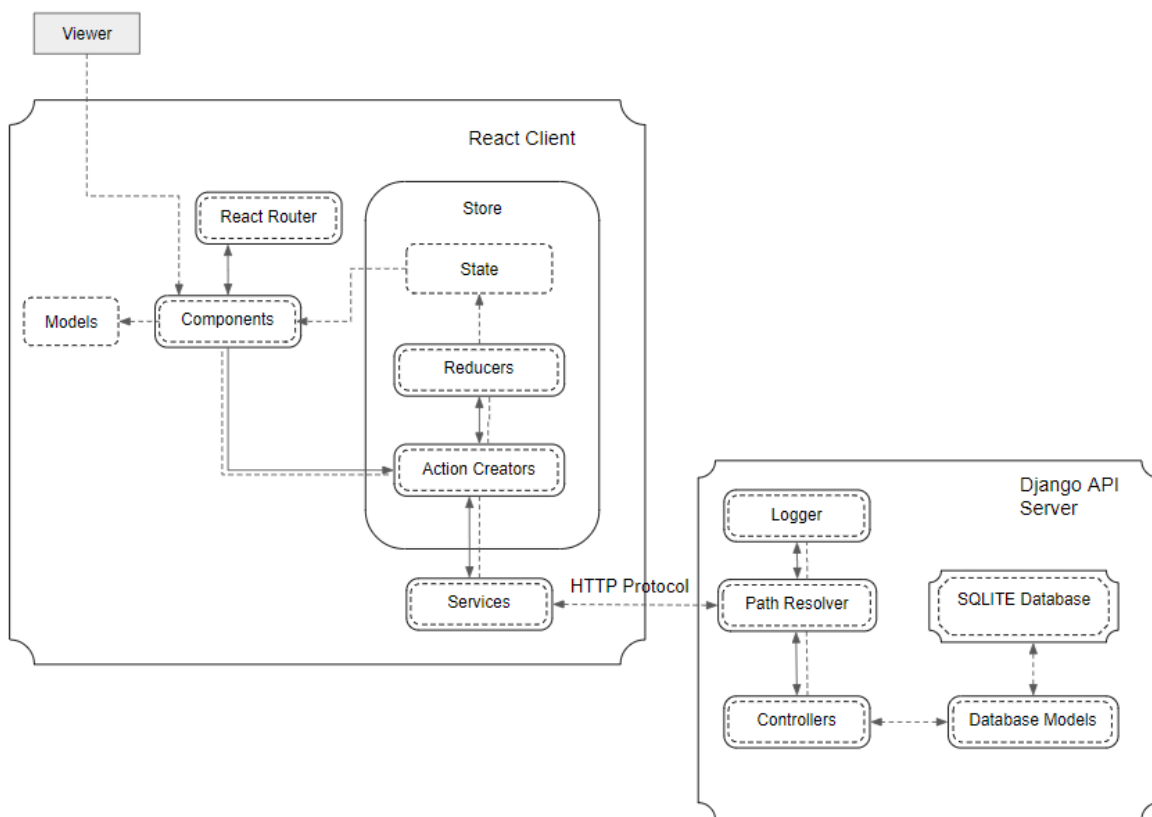 Viewer
React Client
React Router
Store
State
Models
Components
Reducers
Action Creators
Services
HTTP Protocol
Django API
Server
Logger
Path Resolver
SQLITE Database
Controllers
Database Models